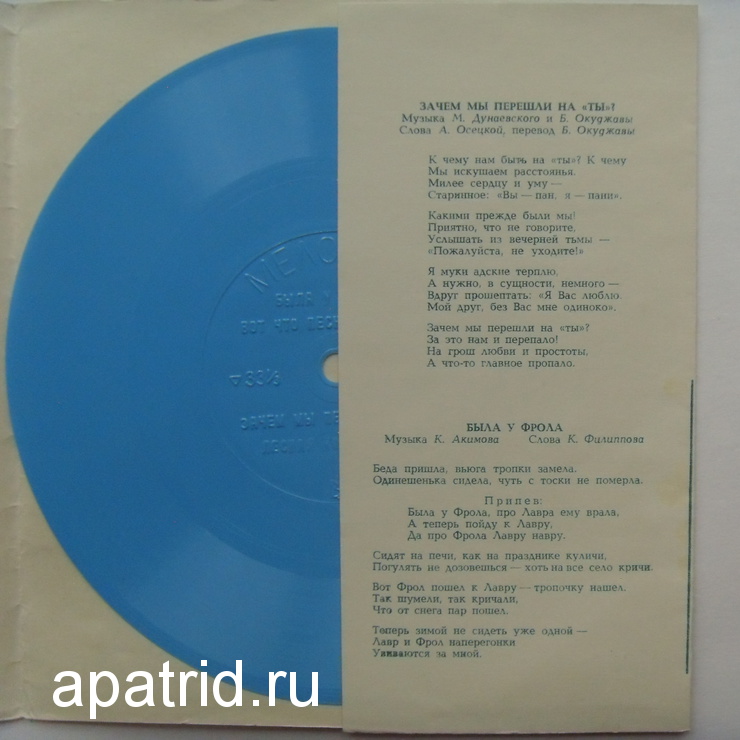 ЗАЧЕМ МЫ ПЕРЕШЛИ НА «ТЫ»?
Музыка М. Дунаевского и Б. Окуджавы
Слова А. Осецкой, перевод Б. Окуджавы
К чему нам быть на «ты»? К чему
Мы искушаем расстоянья.
Милее сердцу и уму —
Старинное: «Вы — пан, я — пани».
Какими прежде были мы!
Приятно, что не говорите,
Услышать из вечерней тьмы —
«Пожалуйста, не уходите!»
Я муки адские терплю,
А нужно, в сущности, немного —
Вдруг прошептать: «Я Вас люблю.
Мой друг, без Вас мне одиноко».
Зачем мы перешли на «ты»?
За это нам и перепало!
На грош любви и простоты,
А что-то главное пропало.
БЫЛА У ФРОЛА
Музыка К. Акимова Слова К. Филиппова
Беда пришла, вьюга тропки замела.
Одинешенька сидела, чуть с тоски не померла.
Припев:
Была у Фрола, про Лавра ему врала,
А теперь пойду к Лавру,
Да про Фрола Лавру навру.
Сидят на печи, как на празднике куличи,
Погулять не дозовешься — хоть на все село кричи.
Вот Фрол пошел к Лавру — тропочку нашел.
Так шумели, так кричали,
Что от снега пар пошел.
Теперь зимой не сидеть уже одной —
Лавр и Фрол наперегонки
Увиваются за мной.
БЫЛА У
ВОТ ЧТО
33⅓
ЗАЧЕМ МЫ
apatrid.ru